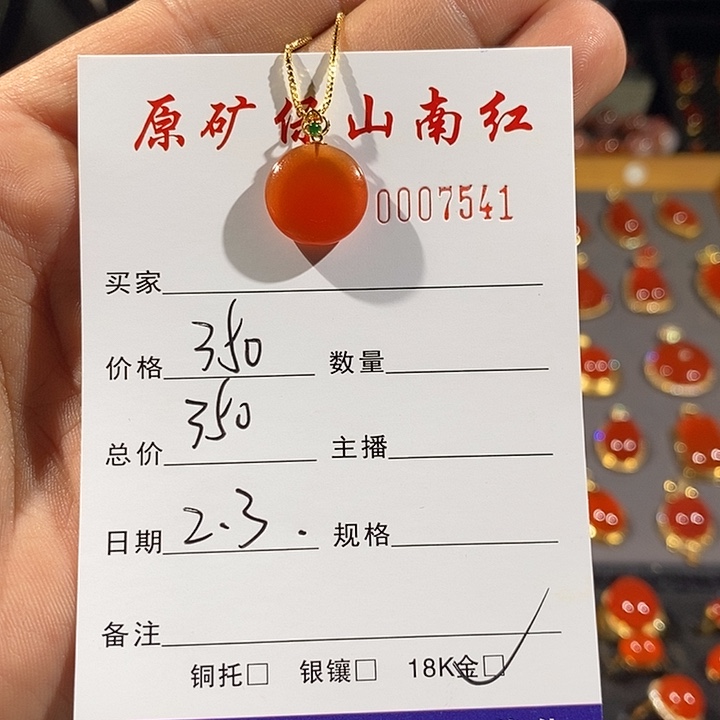 原矿保山南红
0007541
买家
价格 350 数量
总价 350 主播
日期 2.3. 规格
备注
铜托□ 银镶□ 18K金□✓